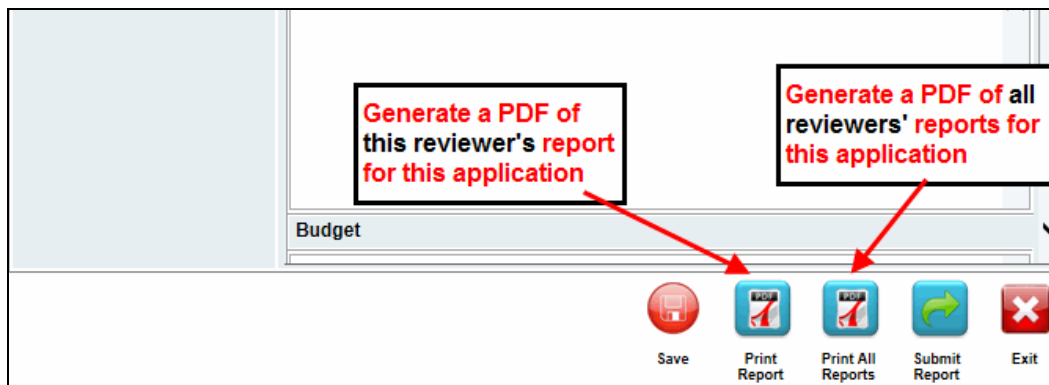 Generate a PDF of
this reviewer's report
for this application
Generate a PDF of all
reviewers' reports for
this application
Budget
PDF
PDF
Save
Print
Report
Print All
Reports
Submit
Report
Exit